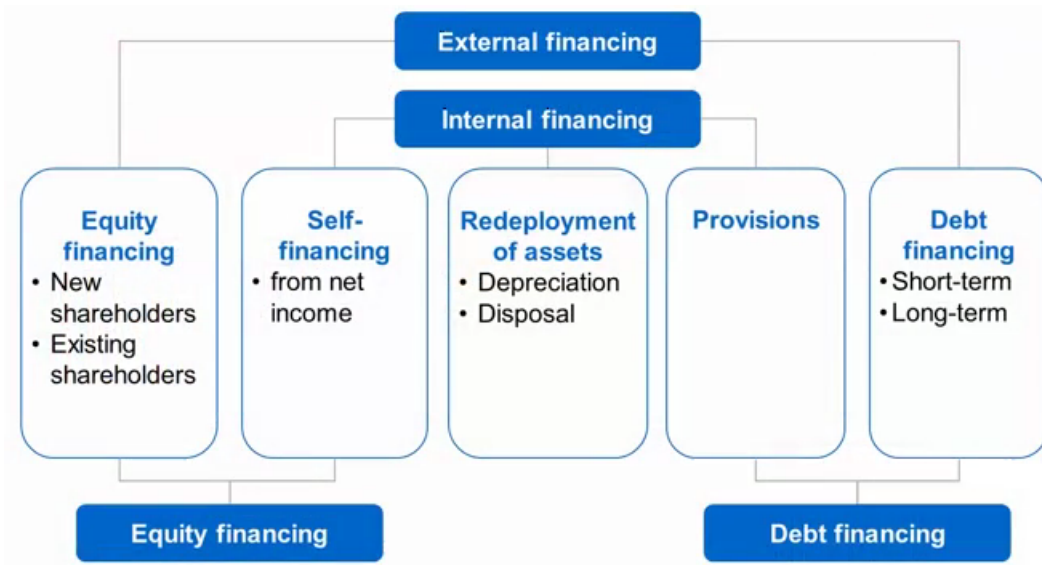 External financing
Internal financing
Equity
financing
• New
shareholders
• Existing
shareholders
Self-
financing
• from net
income
Redeployment
of assets
• Depreciation
• Disposal
Provisions
Debt
financing
• Short-term
• Long-term
Equity financing
Debt financing